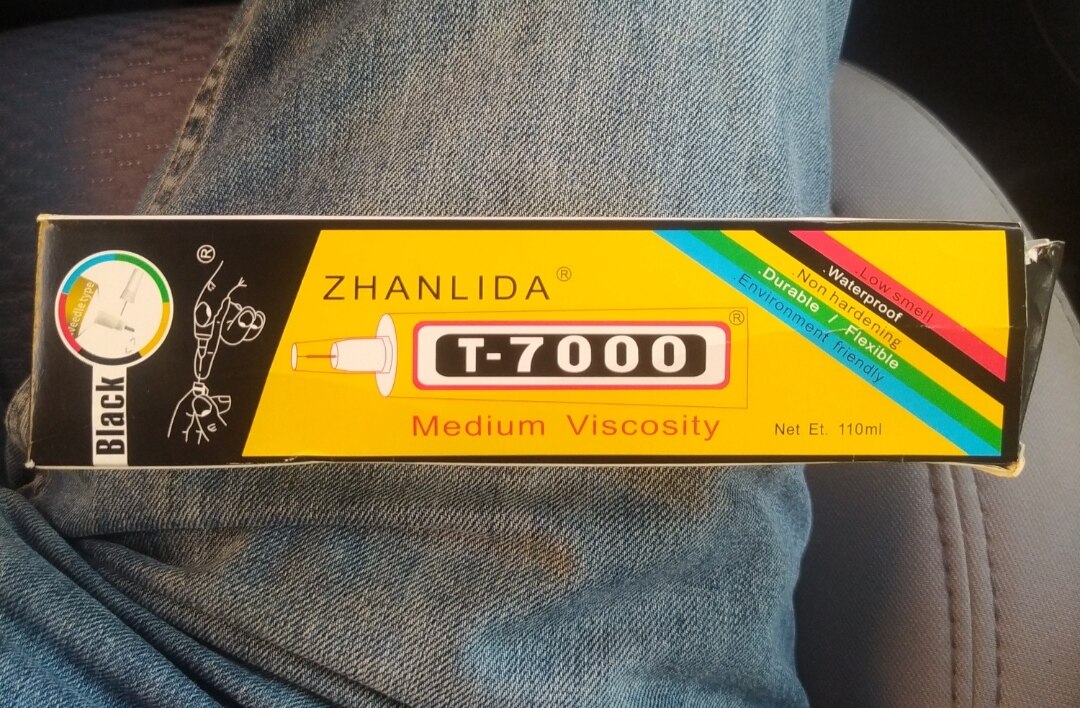 Needle type
Black
®
ZHANLIDA®
T-7000
®
Medium Viscosity
.Low smell
.Waterproof
.Non hardening
.Durable / Flexible
.Environment friendly
Net Et. 110ml